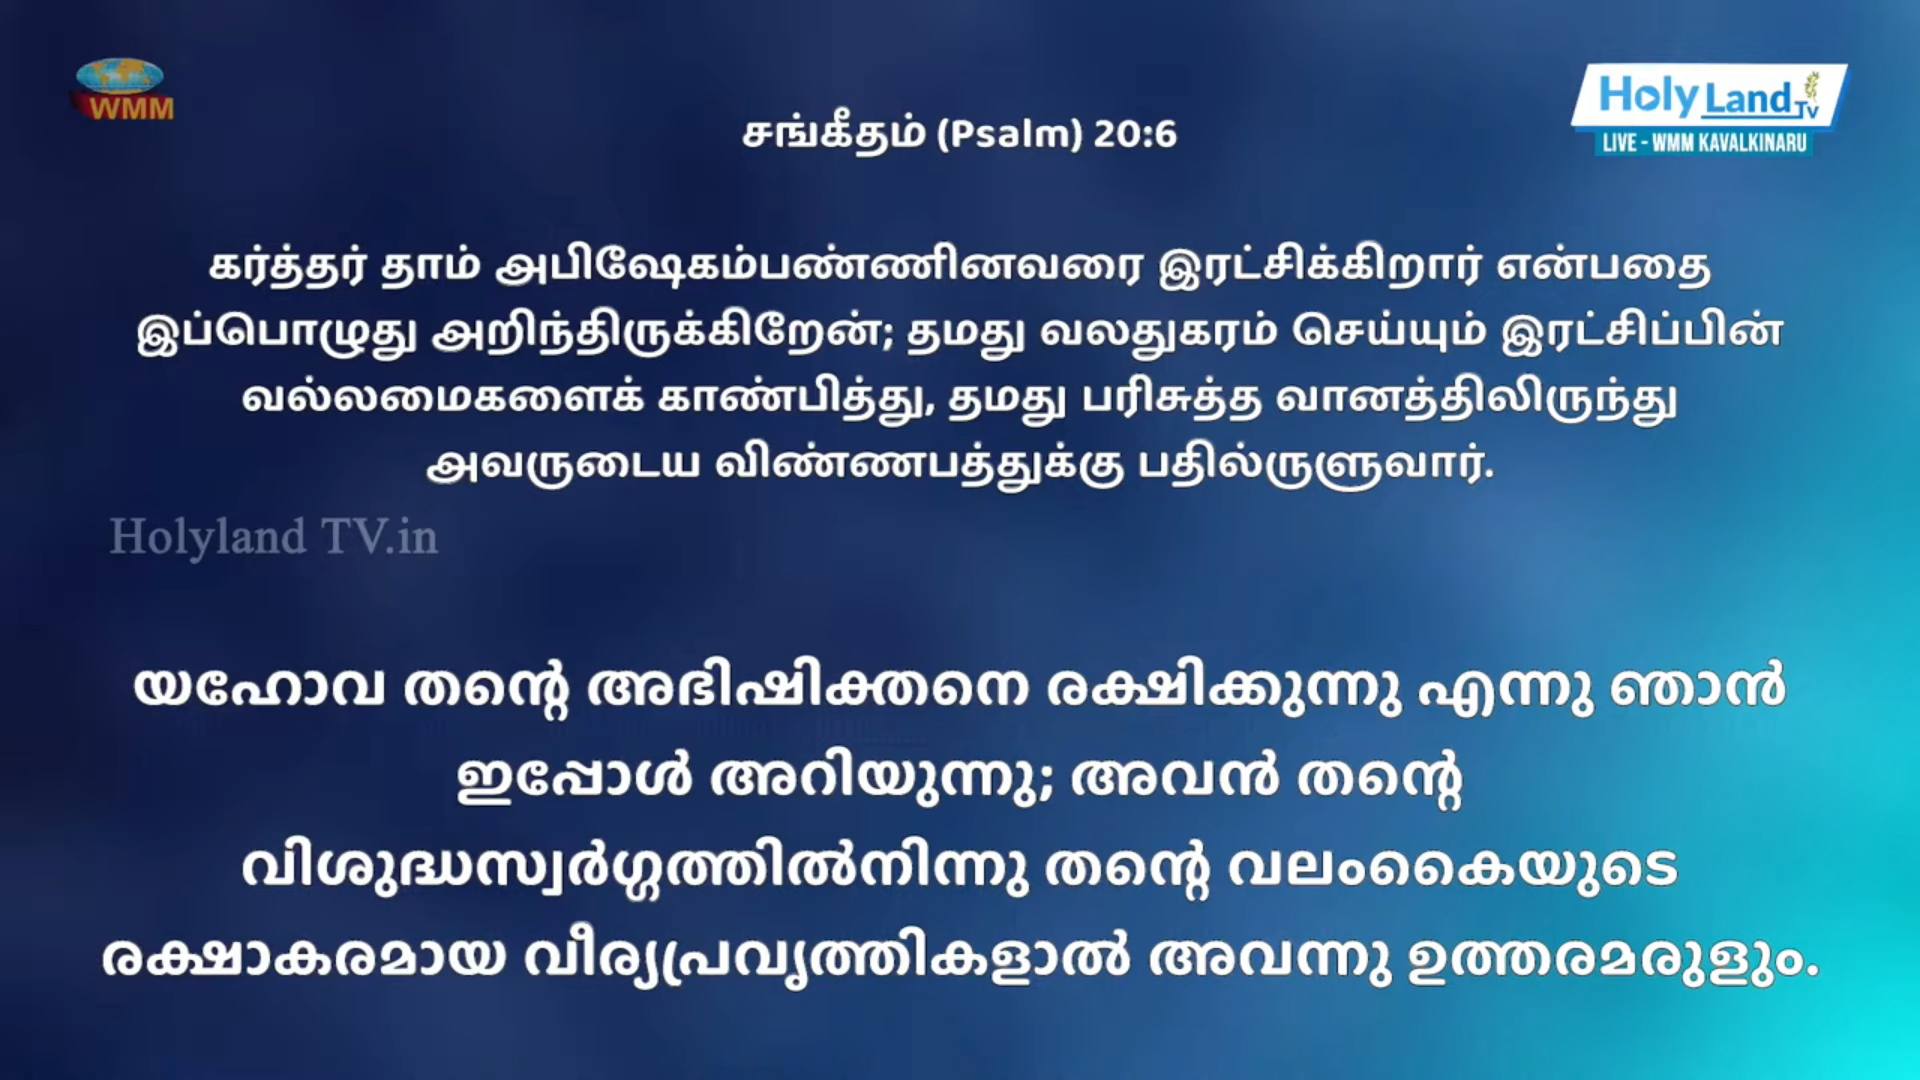 WMM
Holy Land TV
LIVE - WMM KAVALKINARU
சங்கீதம் (Psalm) 20:6
கர்த்தர் தாம் அபிஷேகம்பண்ணினவரை இரட்சிக்கிறார் என்பதை
இப்பொழுது அறிந்திருக்கிறேன்; தமது வலதுகரம் செய்யும் இரட்சிப்பின்
வல்லமைகளைக் காண்பித்து, தமது பரிசுத்த வானத்திலிருந்து
அவருடைய விண்ணபத்துக்கு பதில்ருளுவார்.
Holyland TV.in
യഹോവ തന്റെ അഭിഷിക്തനെ രക്ഷിക്കുന്നു എന്നു ഞാൻ
ഇപ്പോൾ അറിയുന്നു; അവൻ തന്റെ
വിശുദ്ധസ്വർഗ്ഗത്തിൽനിന്നു തന്റെ വലംകൈയുടെ
രക്ഷാകരമായ വീര്യപ്രവൃത്തികളാൽ അവന്നു ഉത്തരമരുളും.